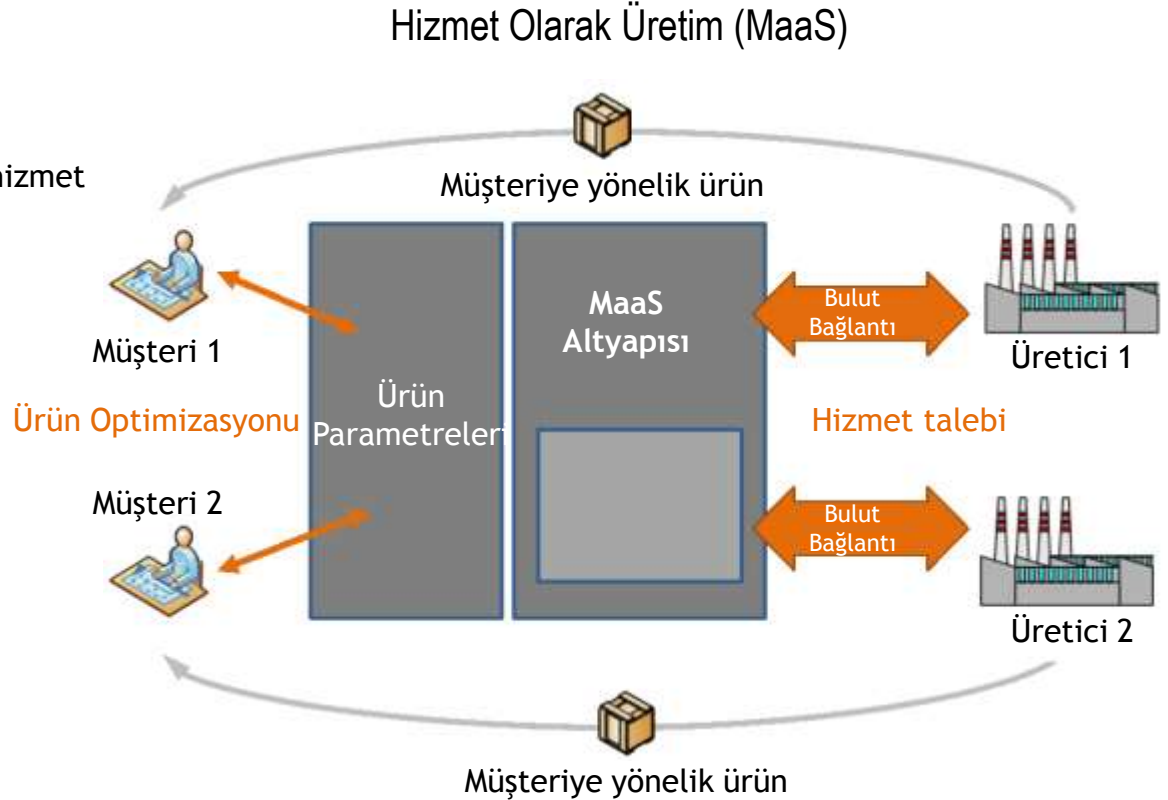 Hizmet Olarak Üretim (MaaS)
hizmet
Müşteriye yönelik ürün
Müşteri 1
Ürün Optimizasyonu
Müşteri 2
Ürün
Parametreleri
MaaS
Altyapısı
Bulut
Bağlantı
Üretici 1
Hizmet talebi
Bulut
Bağlantı
Üretici 2
Müşteriye yönelik ürün